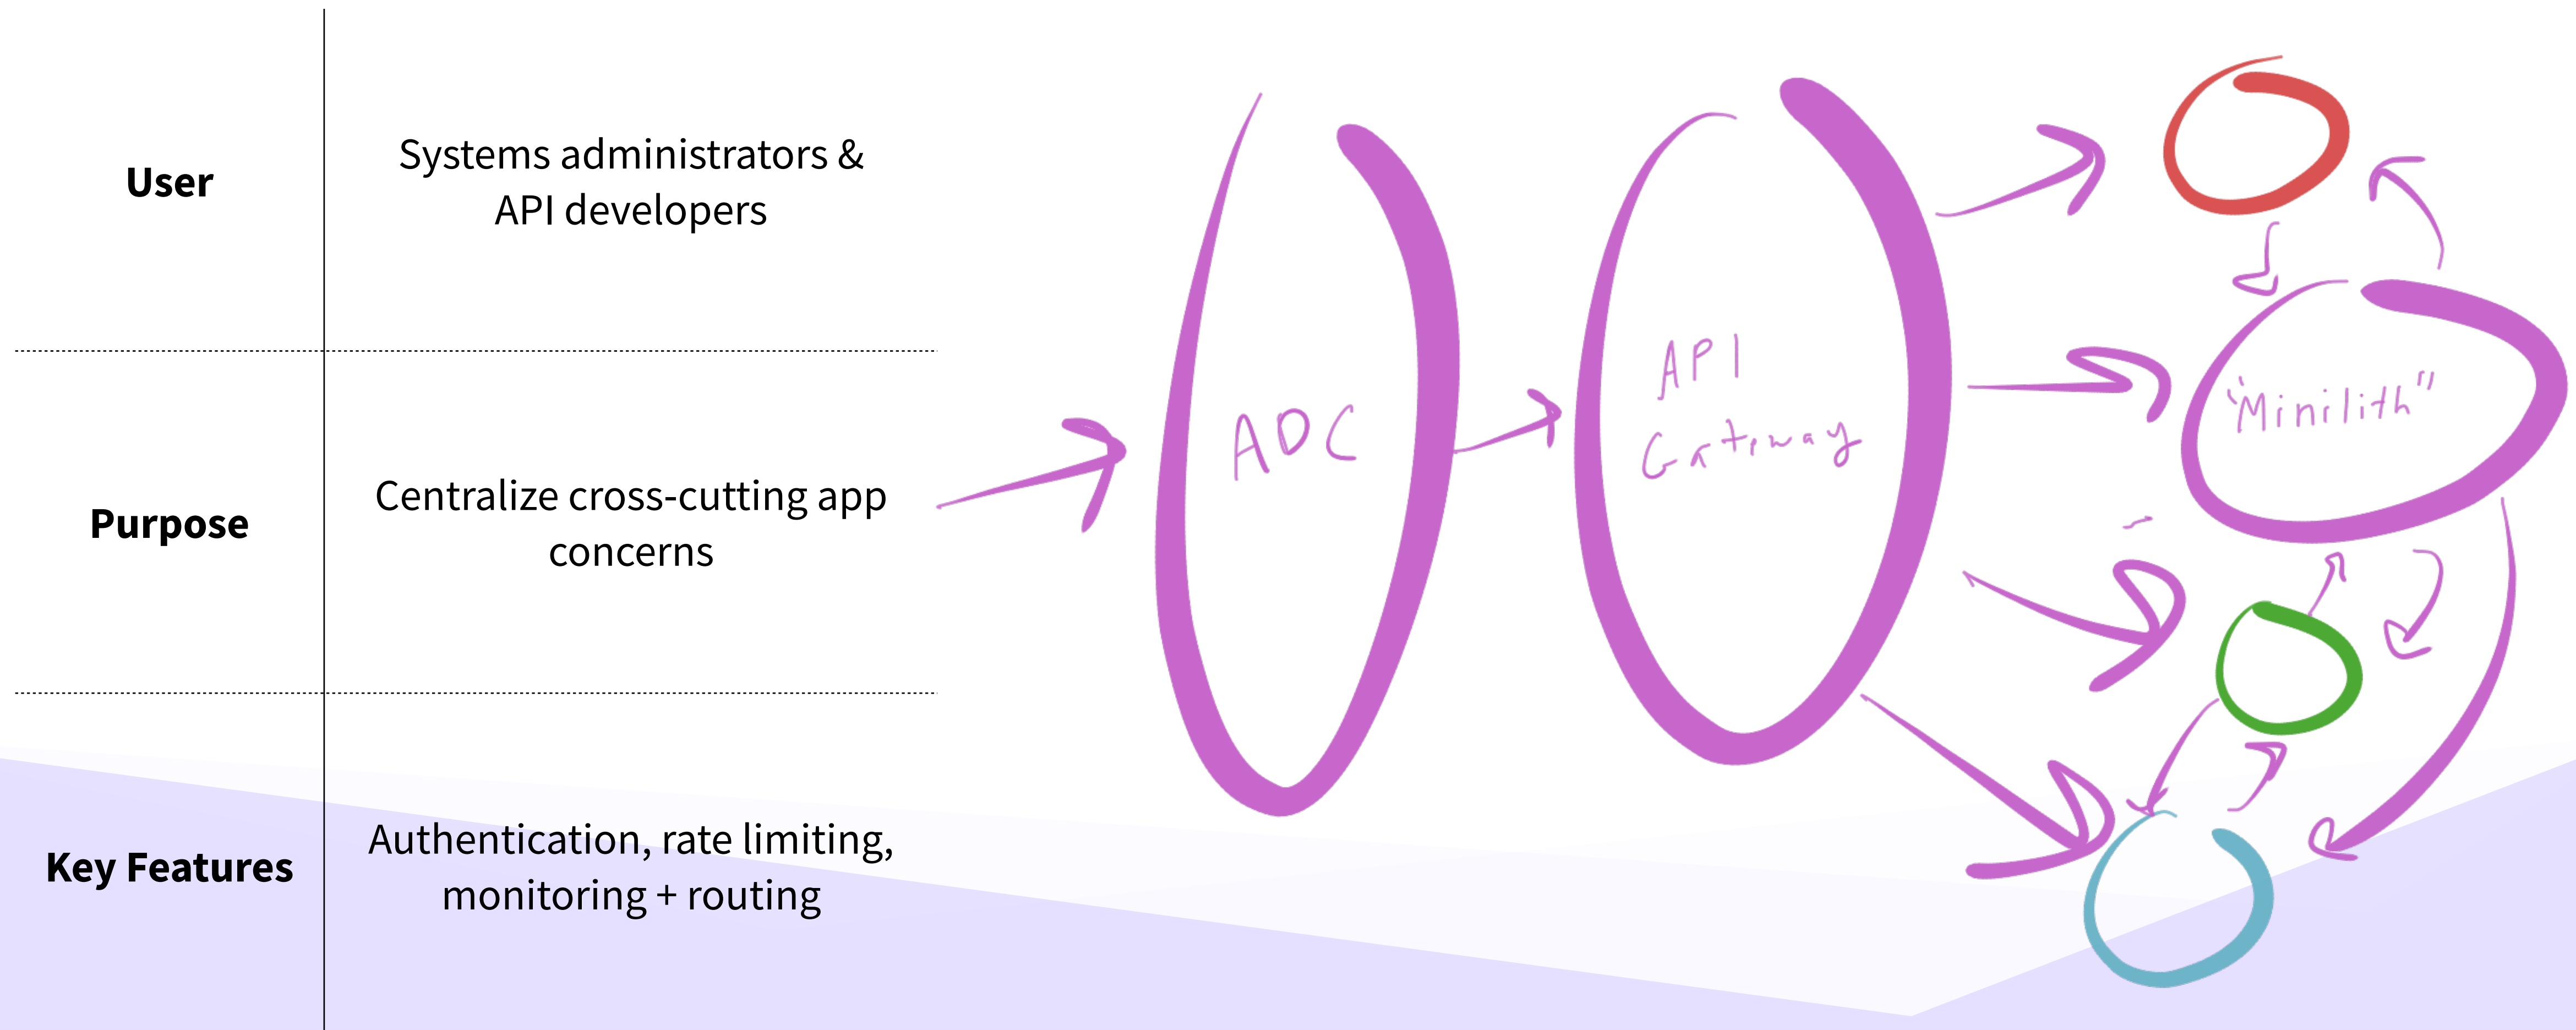 User
Systems administrators &
API developers
Purpose
Centralize cross-cutting app
concerns
Key Features
Authentication, rate limiting,
monitoring + routing
ADC
API
Gateway
"Minilith"